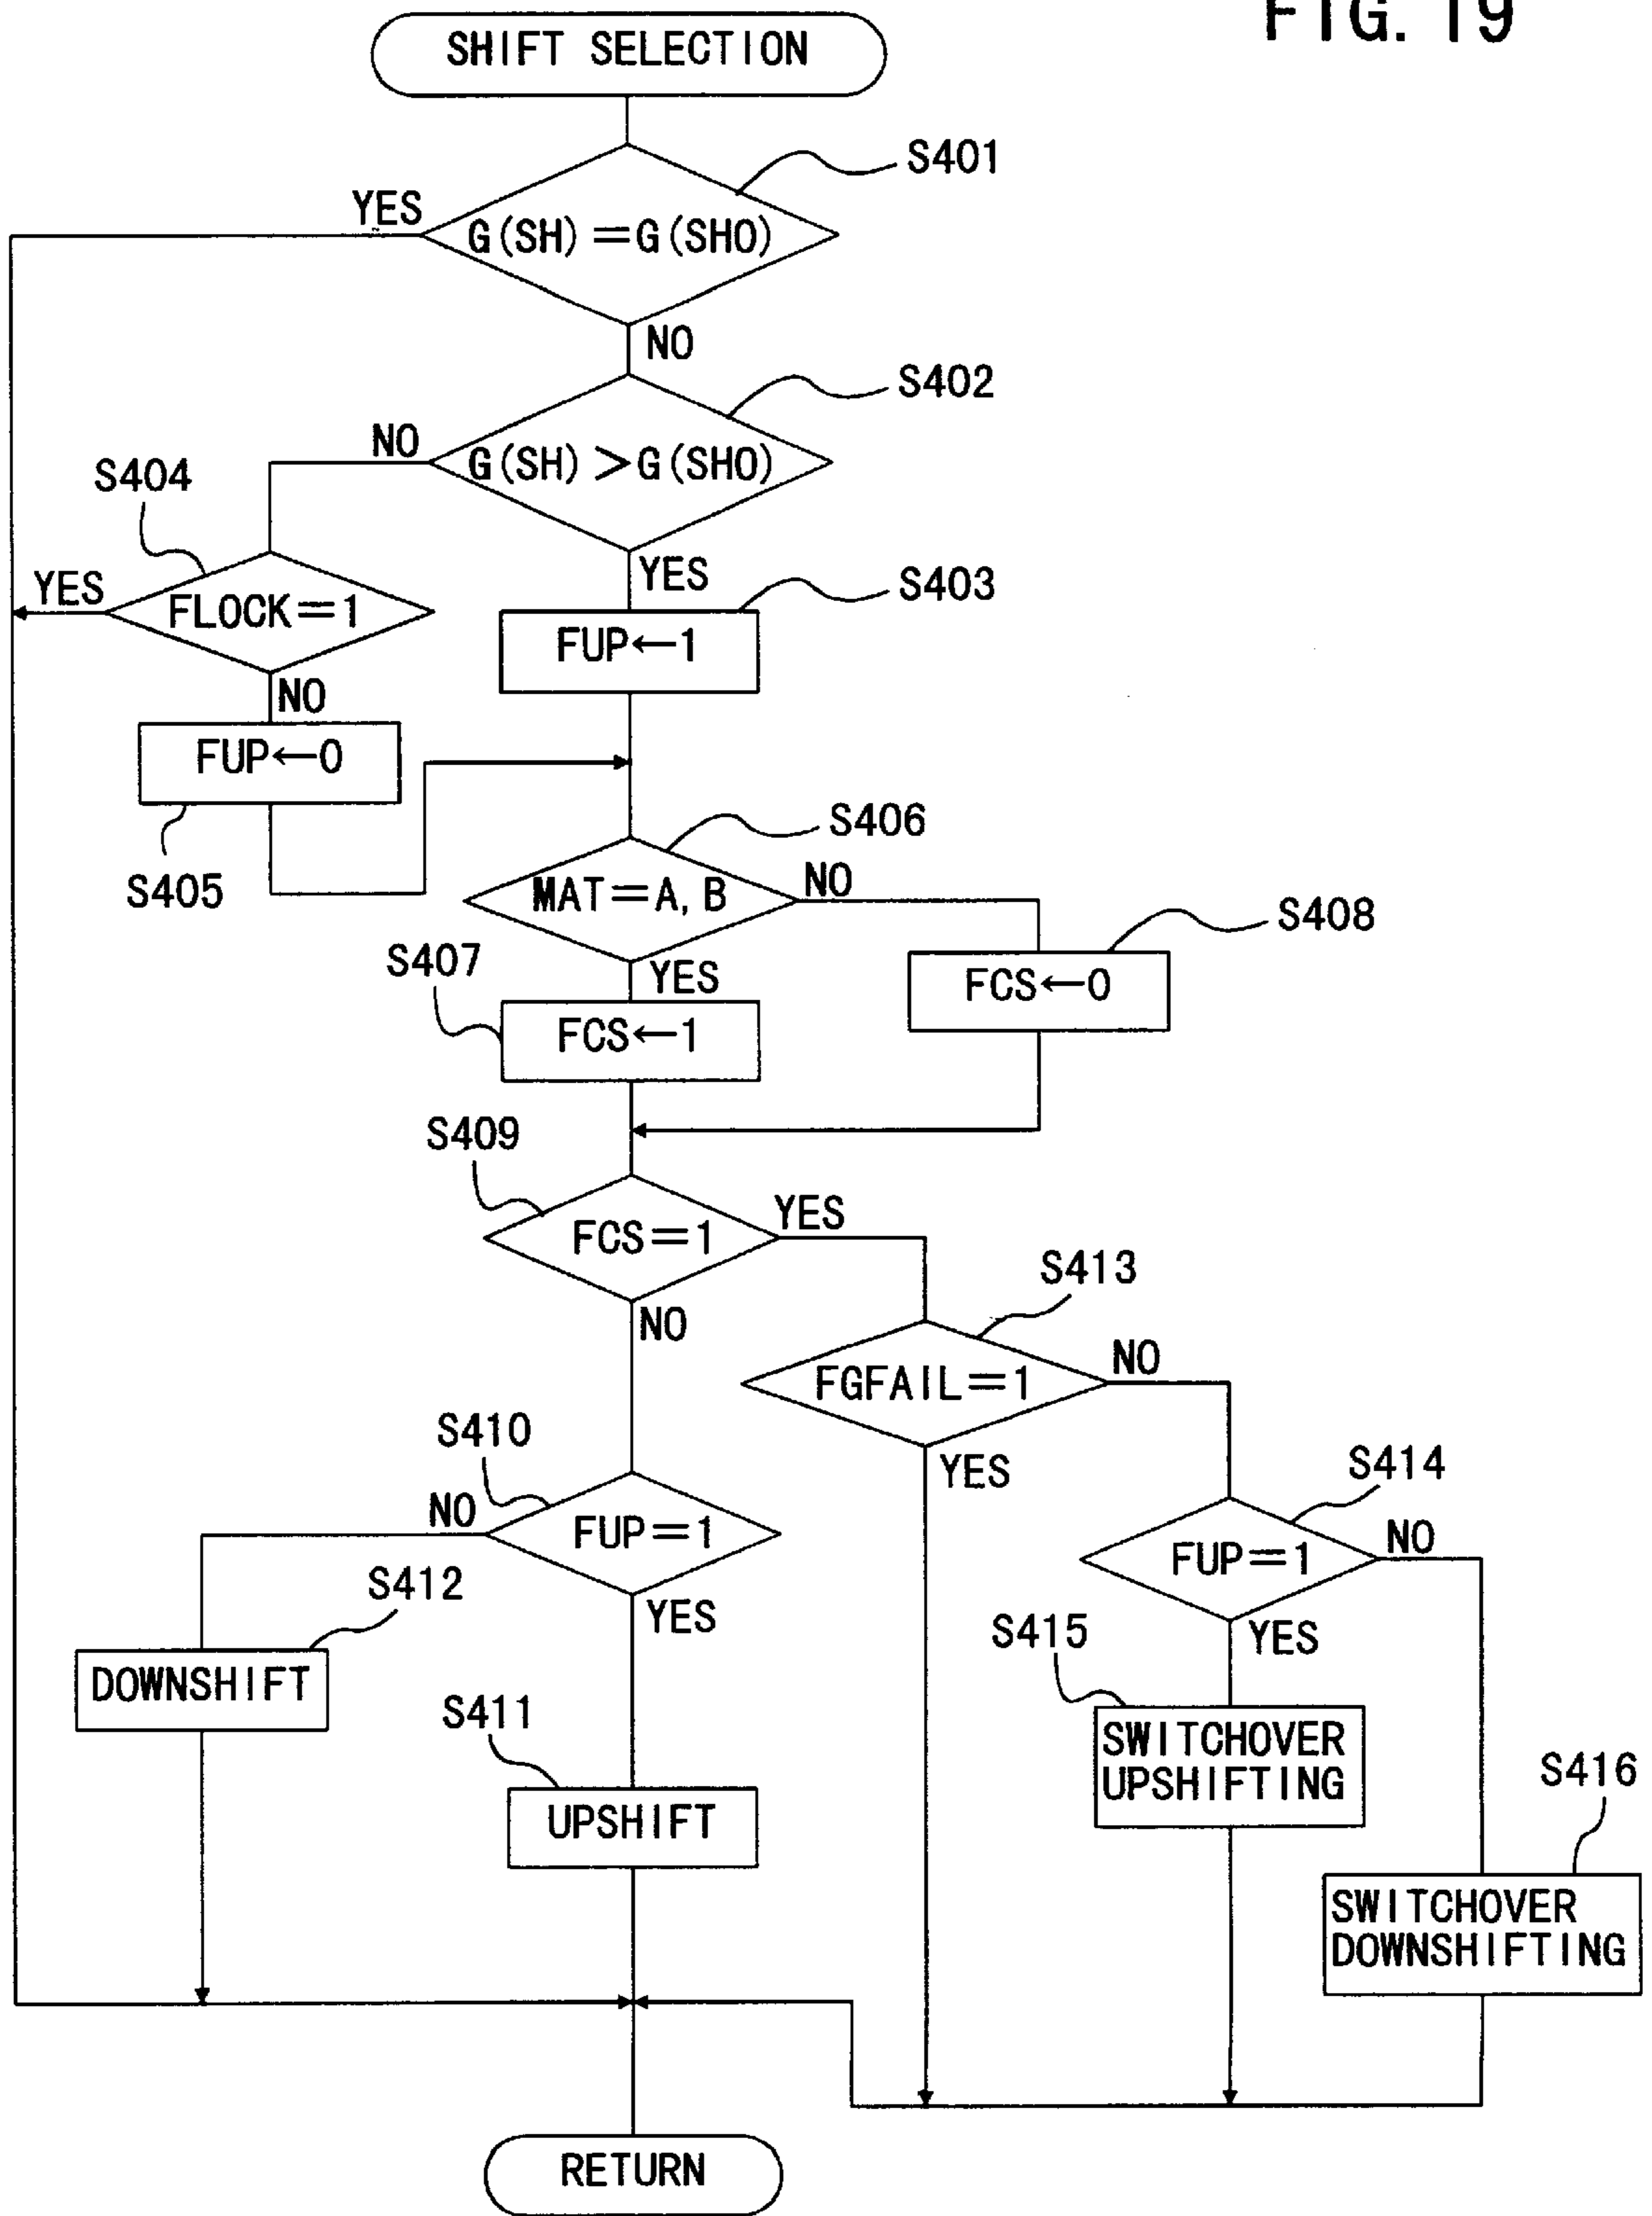 FIG. 19
SHIFT SELECTION
S401
YES
G(SH)=G(SHO)
NO
S402
NO
G(SH)>G(SHO)
S404
YES
S403
YES
FLOCK=1
FUP←1
NO
FUP←0
S405
S406
MAT=A, B
NO
S408
S407
YES
FCS←0
FCS←1
S409
YES
FCS=1
S413
NO
NO
FGFAIL=1
S410
YES
S414
NO
FUP=1
NO
FUP=1
S412
YES
S415
YES
DOWNSHIFT
S411
SWITCHOVER
UPSHIFTING
S416
UPSHIFT
SWITCHOVER
DOWNSHIFTING
RETURN